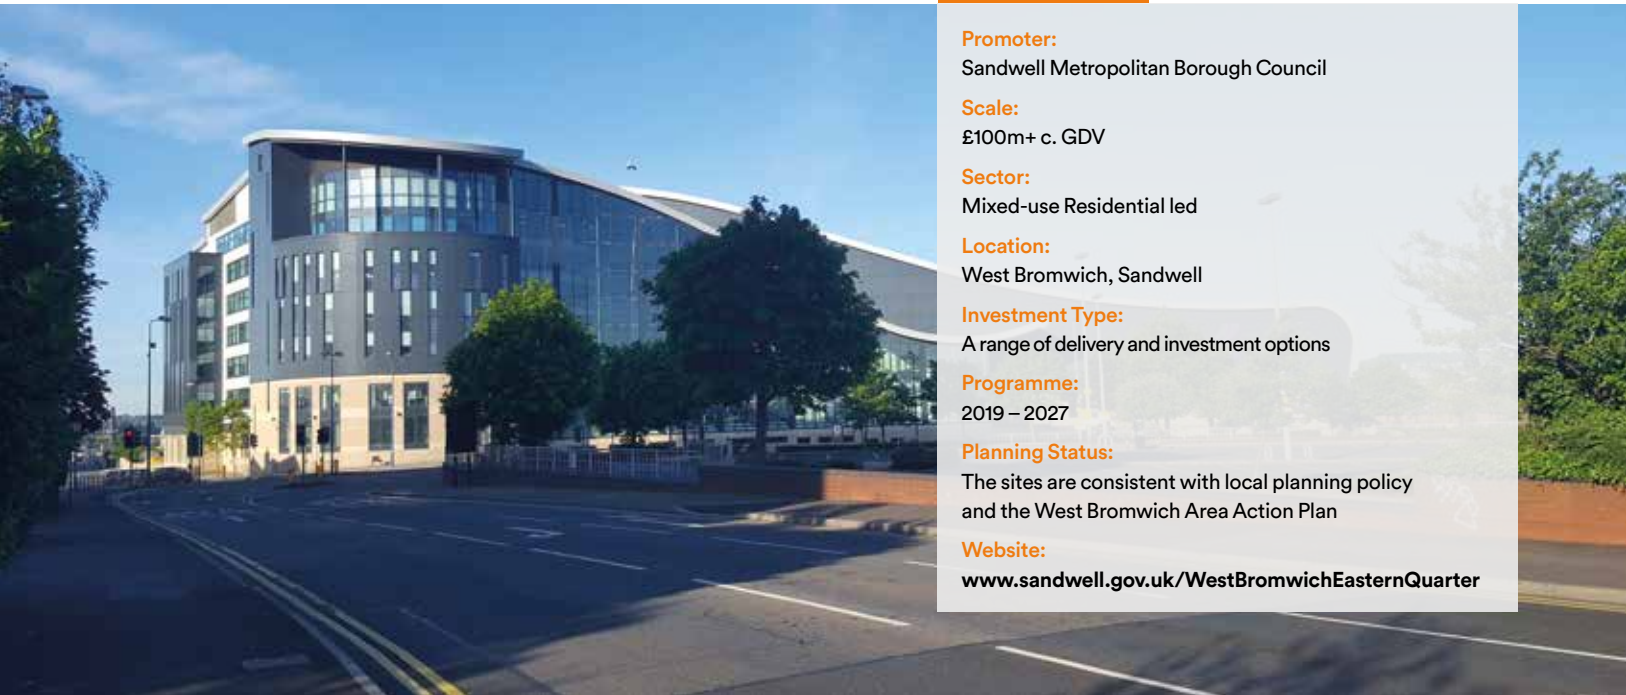 Promoter:
Sandwell Metropolitan Borough Council
Scale:
£100m+ c. GDV
Sector:
Mixed-use Residential led
Location:
West Bromwich, Sandwell
Investment Type:
A range of delivery and investment options
Programme:
2019 – 2027
Planning Status:
The sites are consistent with local planning policy
and the West Bromwich Area Action Plan
Website:
www.sandwell.gov.uk/WestBromwichEasternQuarter